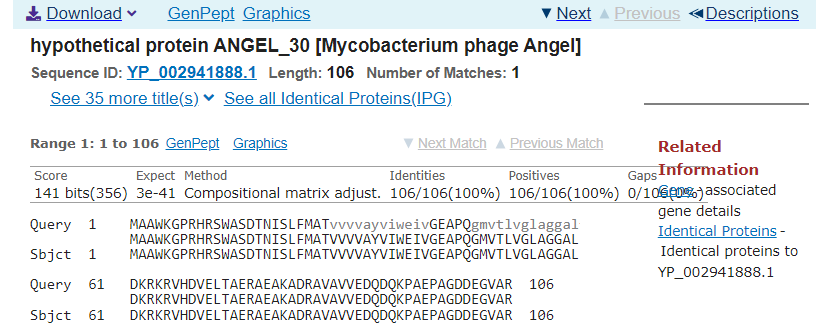 Download GenPept Graphics Next Previous Descriptions
hypothetical protein ANGEL_30 [Mycobacterium phage Angel]
Sequence ID: YP_002941888.1 Length: 106 Number of Matches: 1
See 35 more title(s) See all Identical Proteins(IPG)
Range 1: 1 to 106 GenPept Graphics Next Match Previous Match
Score Expect Method Identities Positives Gaps
141 bits(356) 3e-41 Compositional matrix adjust. 106/106(100%) 106/106(100%) 0/106(0%)
Query 1 MAAWKGPRHRSWASDTNISLFMATvvvvayviweivGEAPQgmvtlvglaggal
MAAWKGPRHRSWASDTNISLFMATVVVVAYVIWEIVGEAPQGMVTLVGLAGGAL
Sbjct 1 MAAWKGPRHRSWASDTNISLFMATVVVVAYVIWEIVGEAPQGMVTLVGLAGGAL
Query 61 DKRKRVHDVELTAERAEAKADRAVAVVEDQDQKPAEPAGDDEGVAR 106
DKRKRVHDVELTAERAEAKADRAVAVVEDQDQKPAEPAGDDEGVAR
Sbjct 61 DKRKRVHDVELTAERAEAKADRAVAVVEDQDQKPAEPAGDDEGVAR 106
Related
Information
Gene - associated
gene details
Identical Proteins -
Identical proteins to
YP_002941888.1